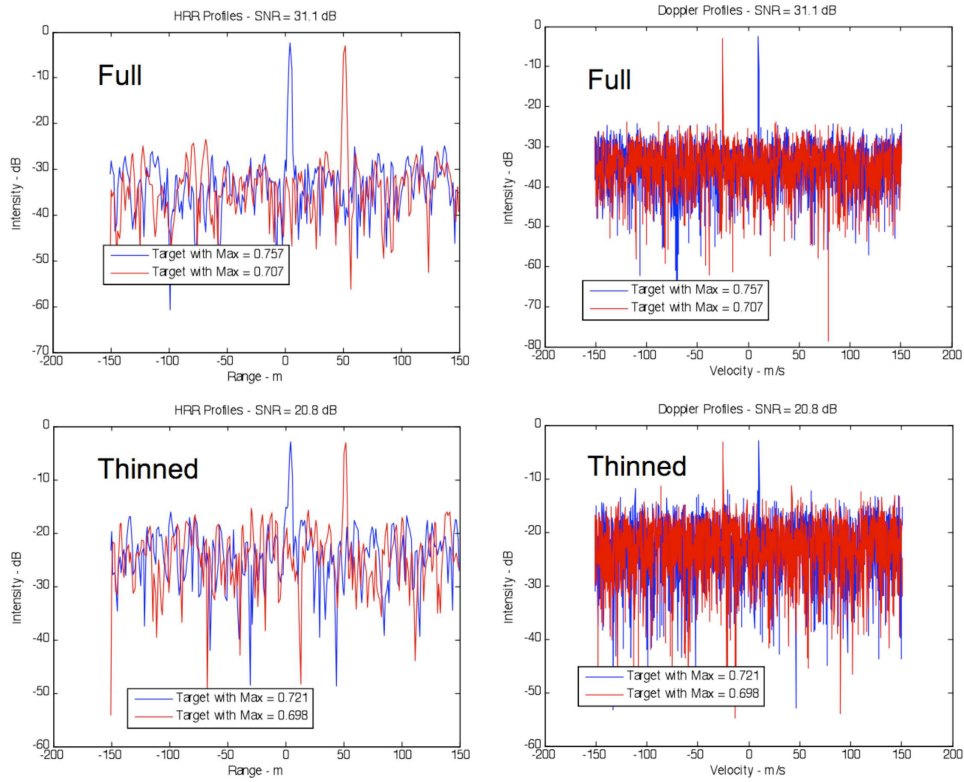 HRR Profiles - SNR = 31.1 dB
0
-10
-20
-30
-40
-50
-60
-70
Intensity - dB
Full
Target with Max = 0.757
Target with Max = 0.707
-200 -150 -100 -50 0 50 100 150
Range - m
Doppler Profiles - SNR = 31.1 dB
0
-10
-20
-30
-40
-50
-60
-70
-80
Intensity - dB
Full
Target with Max = 0.757
Target with Max = 0.707
-200 -150 -100 -50 0 50 100 150 200
Velocity - m/s
HRR Profiles - SNR = 20.8 dB
0
-10
-20
-30
-40
-50
-60
Intensity - dB
Thinned
Target with Max = 0.721
Target with Max = 0.698
-200 -150 -100 -50 0 50 100 150
Range - m
Doppler Profiles - SNR = 20.8 dB
0
-10
-20
-30
-40
-50
-60
Intensity - dB
Thinned
Target with Max = 0.721
Target with Max = 0.698
-200 -150 -100 -50 0 50 100 150 200
Velocity - m/s